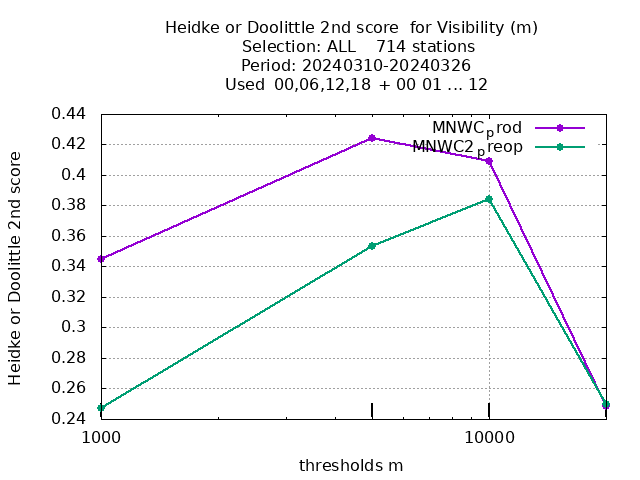 Heidke or Doolittle 2nd score  for Visibility (m)
Selection: ALL    714 stations
Period: 20240310-20240326
Used  00,06,12,18  + 00 01 ... 12
MNWC_prod
MNWC2_preop
Heidke or Doolittle 2nd score
0.44
0.42
0.4
0.38
0.36
0.34
0.32
0.3
0.28
0.26
0.24
1000
10000
thresholds m